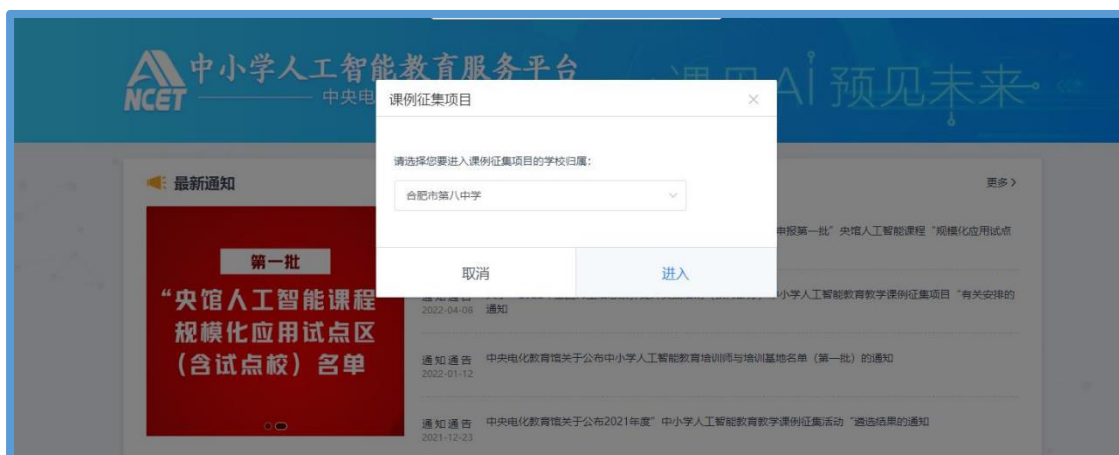 中小学人工智能教育服务平台
NCET
中央电
AI预见未来
课例征集项目
请选择您要进入课例征集项目的学校归属:
合肥市第八中学
取消
进入
最新通知
更多
第一批
“央馆人工智能课程
规模化应用试点区
(含试点校)名单
申报第一批”央馆人工智能课程“规模化应用试点
2022-04-08
小学人工智能教育教学课例征集项目“有关安排的
通知
通知通告
中央电化教育馆关于公布中小学人工智能教育培训师与培训基地名单(第一批)的通知
2022-01-12
通知通告
中央电化教育馆关于公布2021年度”中小学人工智能教育教学课例征集活动“遴选结果的通知
2021-12-23